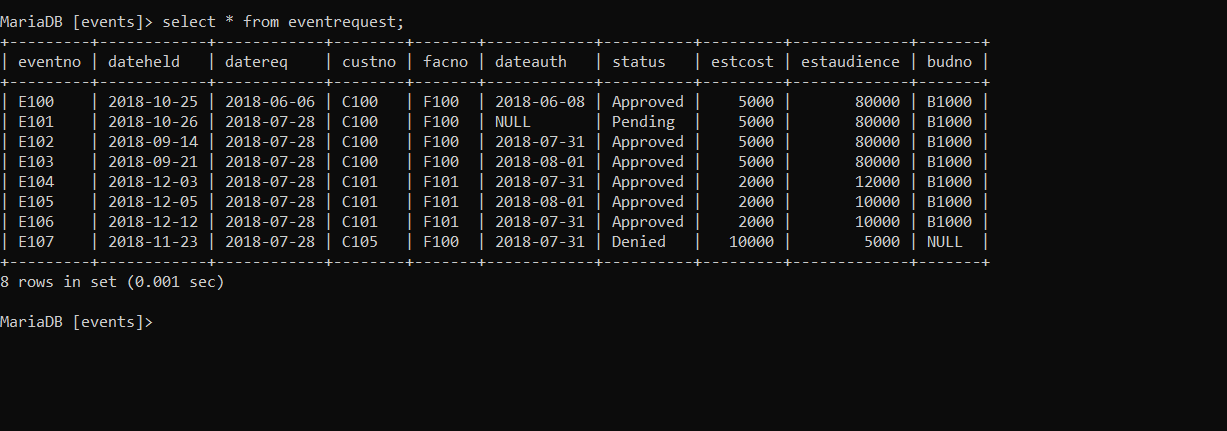 MariaDB [events]> select * from eventrequest;
+---------+------------+------------+--------+-------+------------+----------+---------+-------------+-------+
| eventno | dateheld   | datereq    | custno | facno | dateauth   | status   | estcost | estaudience | budno |
+---------+------------+------------+--------+-------+------------+----------+---------+-------------+-------+
| E100    | 2018-10-25 | 2018-06-06 | C100   | F100  | 2018-06-08 | Approved |    5000 |       80000 | B1000 |
| E101    | 2018-10-26 | 2018-07-28 | C100   | F100  | NULL       | Pending  |    5000 |       80000 | B1000 |
| E102    | 2018-09-14 | 2018-07-28 | C100   | F100  | 2018-07-31 | Approved |    5000 |       80000 | B1000 |
| E103    | 2018-09-21 | 2018-07-28 | C100   | F100  | 2018-08-01 | Approved |    5000 |       80000 | B1000 |
| E104    | 2018-12-03 | 2018-07-28 | C101   | F101  | 2018-07-31 | Approved |    2000 |       12000 | B1000 |
| E105    | 2018-12-05 | 2018-07-28 | C101   | F101  | 2018-08-01 | Approved |    2000 |       10000 | B1000 |
| E106    | 2018-12-12 | 2018-07-28 | C101   | F101  | 2018-07-31 | Approved |    2000 |       10000 | B1000 |
| E107    | 2018-11-23 | 2018-07-28 | C105   | F100  | 2018-07-31 | Denied   |   10000 |        5000 | NULL  |
+---------+------------+------------+--------+-------+------------+----------+---------+-------------+-------+
8 rows in set (0.001 sec)
MariaDB [events]>